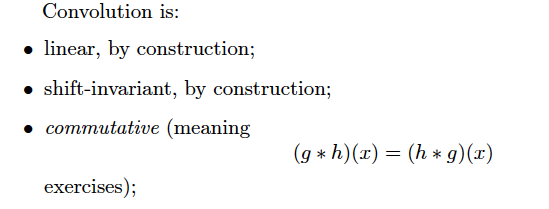 Convolution is:
• linear, by construction;
• shift-invariant, by construction;
• commutative (meaning
(g ∗ h)(x) = (h ∗ g)(x)
exercises);